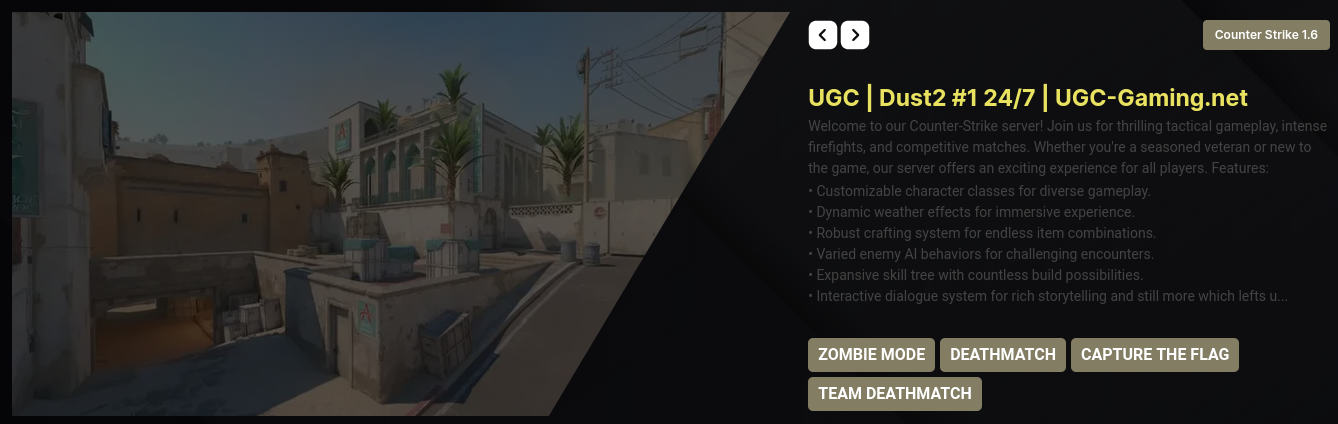 Counter Strike 1.6
UGC | Dust2 #1 24/7 | UGC-Gaming.net
Welcome to our Counter-Strike server! Join us for thrilling tactical gameplay, intense
firefights, and competitive matches. Whether you're a seasoned veteran or new to
the game, our server offers an exciting experience for all players. Features:
• Customizable character classes for diverse gameplay.
• Dynamic weather effects for immersive experience.
• Robust crafting system for endless item combinations.
• Varied enemy AI behaviors for challenging encounters.
• Expansive skill tree with countless build possibilities.
• Interactive dialogue system for rich storytelling and still more which lefts u...
ZOMBIE MODE DEATHMATCH CAPTURE THE FLAG
TEAM DEATHMATCH